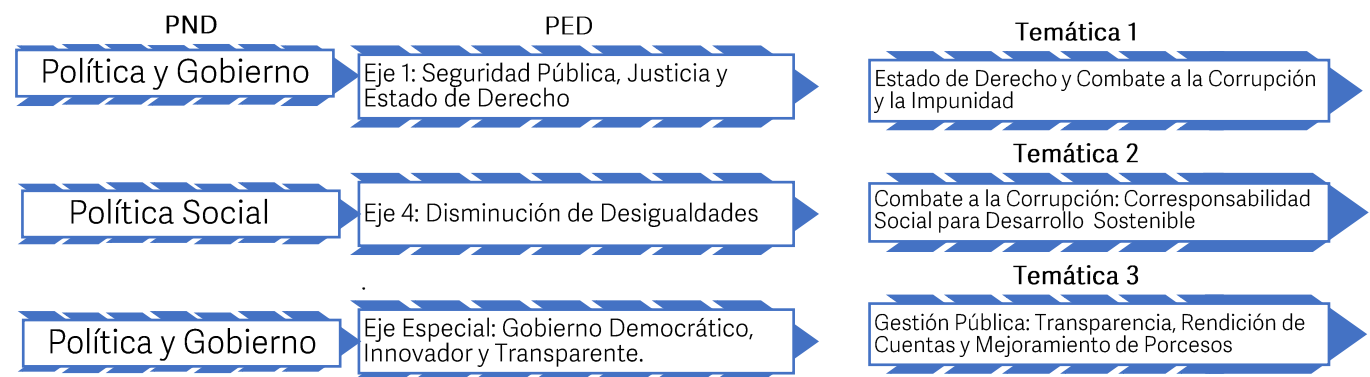 PND
PED
Temática 1
Política y Gobierno
Eje 1: Seguridad Pública, Justicia y
Estado de Derecho
Estado de Derecho y Combate a la Corrupción
y la Impunidad
Temática 2
Política Social
Eje 4: Disminución de Desigualdades
Combate a la Corrupción: Corresponsabilidad
Social para Desarrollo Sostenible
.
Temática 3
Política y Gobierno
Eje Especial: Gobierno Democrático,
Innovador y Transparente.
Gestión Pública: Transparencia, Rendición de
Cuentas y Mejoramiento de Porcesos